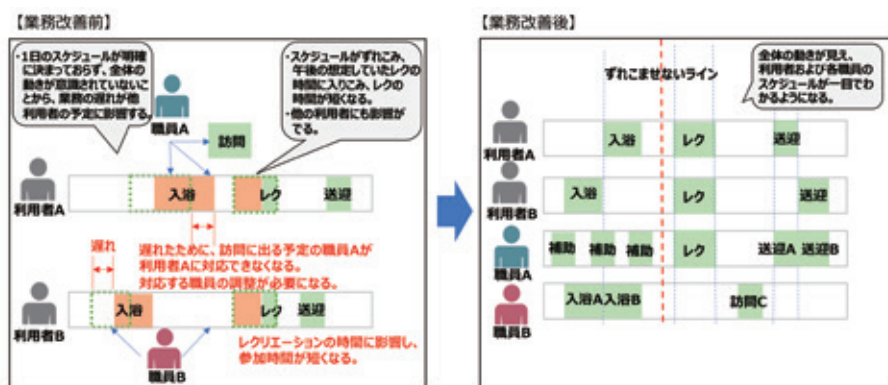 【業務改善前】
・1日のスケジュールが明確
に決まっておらず、全体の
動きが意識されていないこ
とから、業務の遅れが他
利用者の予定に影響する。
・スケジュールがずれこみ、
午後の想定していたレクの
時間に入りこみ、レクの
時間が短くなる。
・他の利用者にも影響が
でる。
職員A
訪問
入浴
レク
送迎
利用者A
遅れ
遅れたために、訪問に出る予定の職員Aが
利用者Aに対応できなくなる。
対応する職員の調整が必要になる。
入浴
レク
送迎
利用者B
レクリエーションの時間に影響し、
参加時間が短くなる。
職員B
【業務改善後】
ずれこませないライン
全体の動きが見え、
利用者および各職員の
スケジュールが一目でわ
かるようになる。
利用者A
入浴
レク
送迎
利用者B
入浴
レク
送迎
職員A
補助
補助
補助
レク
送迎A
送迎B
職員B
入浴A入浴B
訪問C